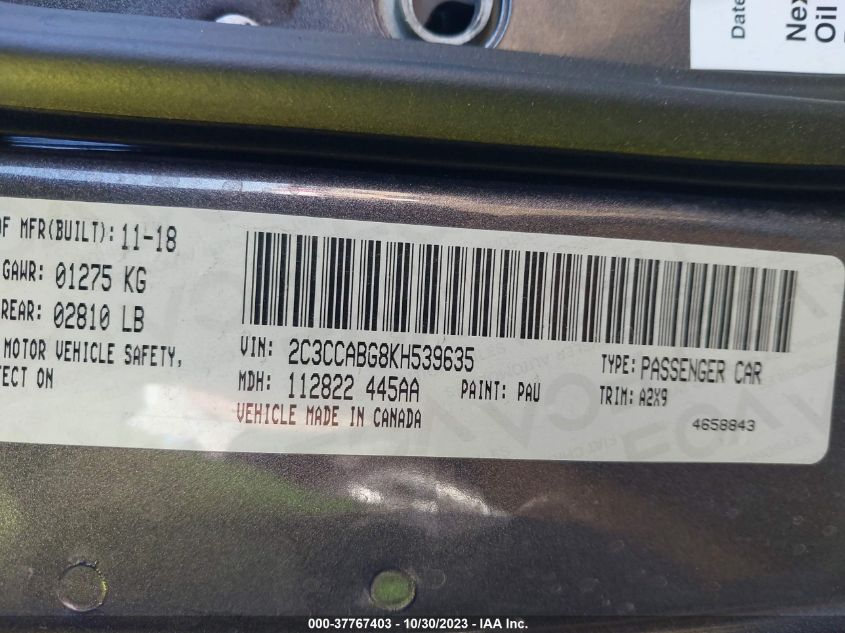 Date
Nex
Oil
OF MFR(BUILT): 11-18
GAWR: 01275 KG
REAR: 02810 LB
MOTOR VEHICLE SAFETY,
ECT ON
VIN: 2C3CCABG8KH539635
TYPE: PASSENGER CAR
MDH: 112822 445AA PAINT: PAU TRIM: A2X9
VEHICLE MADE IN CANADA
4658843
000-37767403 - 10/30/2023 - IAA Inc.